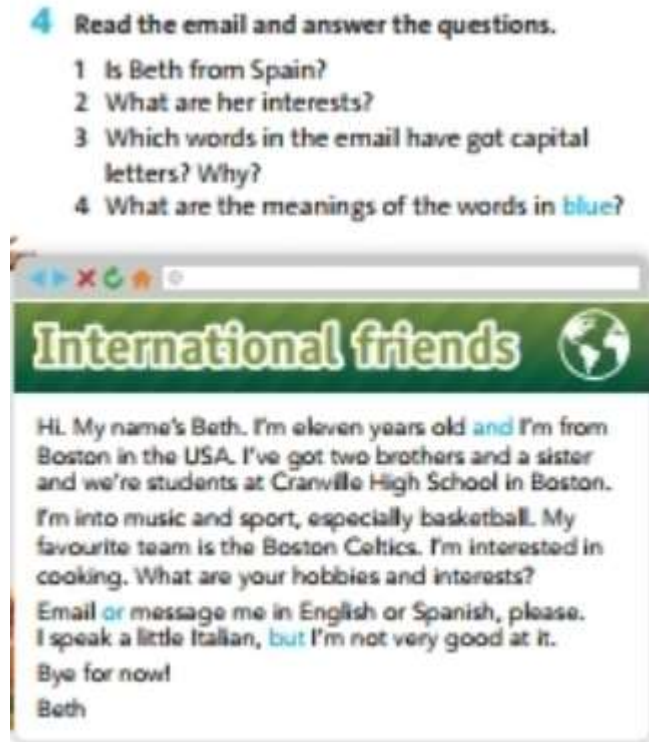 4 Read the email and answer the questions.
1 Is Beth from Spain?
2 What are her interests?
3 Which words in the email have got capital
letters? Why?
4 What are the meanings of the words in blue?
International friends
Hi. My name's Beth. I'm eleven years old and I'm from
Boston in the USA. I've got two brothers and a sister
and we're students at Cranville High School in Boston.
I'm into music and sport, especially basketball. My
favourite team is the Boston Celtics. I'm interested in
cooking. What are your hobbies and interests?
Email or message me in English or Spanish, please.
I speak a little Italian, but I'm not very good at it.
Bye for now!
Beth